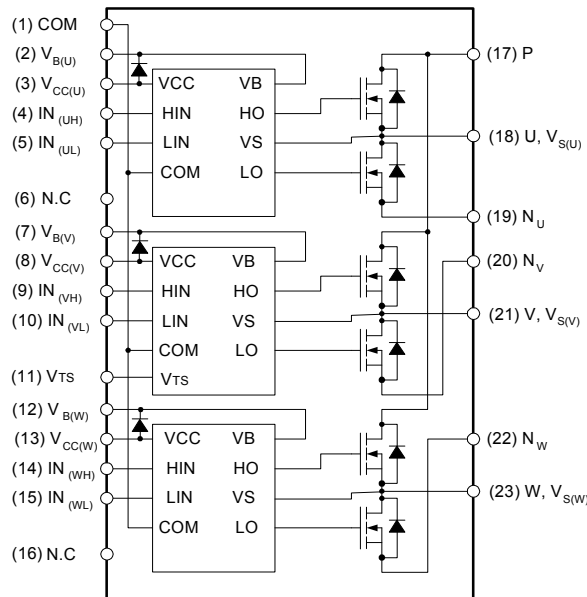 (1) COM
(2) V_B(U)
(3) V_CC(U)
(4) IN_(UH)
(5) IN_(UL)
(6) N.C
(7) V_B(V)
(8) V_CC(V)
(9) IN_(VH)
(10) IN_(VL)
(11) V_TS
(12) V_B(W)
(13) V_CC(W)
(14) IN_(WH)
(15) IN_(WL)
(16) N.C
VCC VB
HIN HO
LIN VS
COM LO
VCC VB
HIN HO
LIN VS
COM LO
V_TS
VCC VB
HIN HO
LIN VS
COM LO
(17) P
(18) U, V_S(U)
(19) N_U
(20) N_V
(21) V, V_S(V)
(22) N_W
(23) W, V_S(W)